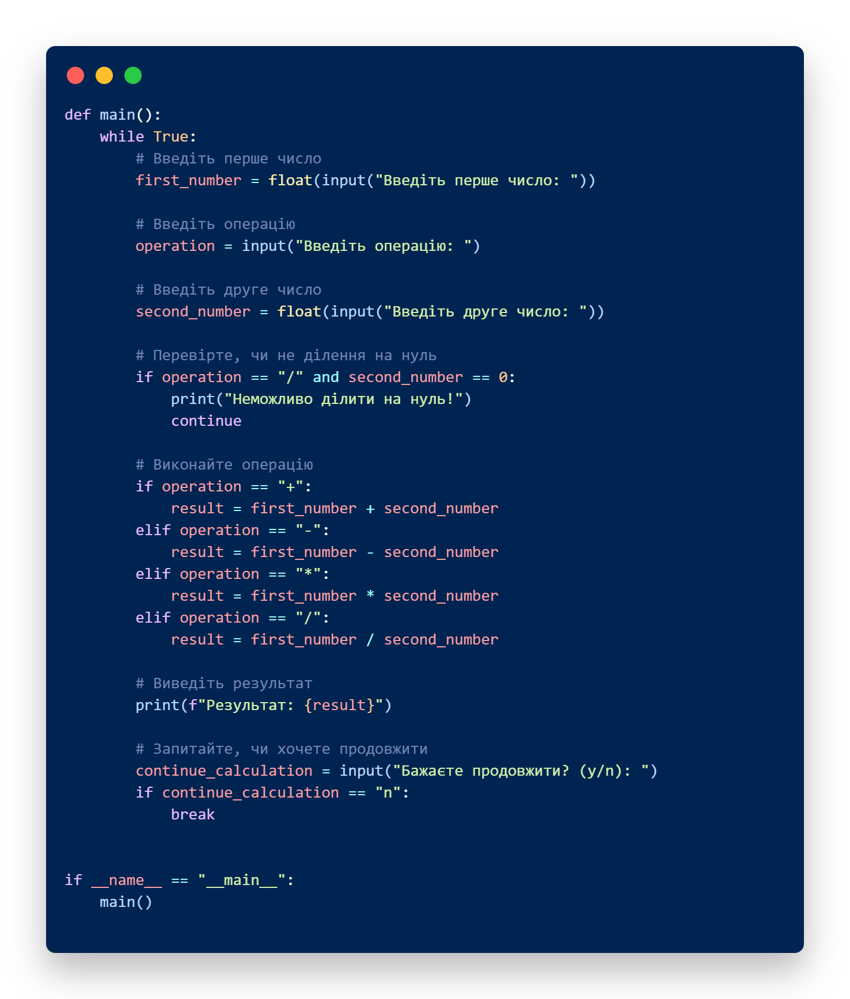 def main():
    while True:
        # Введіть перше число
        first_number = float(input("Введіть перше число: "))

        # Введіть операцію
        operation = input("Введіть операцію: ")

        # Введіть друге число
        second_number = float(input("Введіть друге число: "))

        # Перевірте, чи не ділення на нуль
        if operation == "/" and second_number == 0:
            print("Неможливо ділити на нуль!")
            continue

        # Виконайте операцію
        if operation == "+":
            result = first_number + second_number
        elif operation == "-":
            result = first_number - second_number
        elif operation == "*":
            result = first_number * second_number
        elif operation == "/":
            result = first_number / second_number

        # Виведіть результат
        print(f"Результат: {result}")

        # Запитайте, чи хочете продовжити
        continue_calculation = input("Бажаєте продовжити? (y/n): ")
        if continue_calculation == "n":
            break


if __name__ == "__main__":
    main()